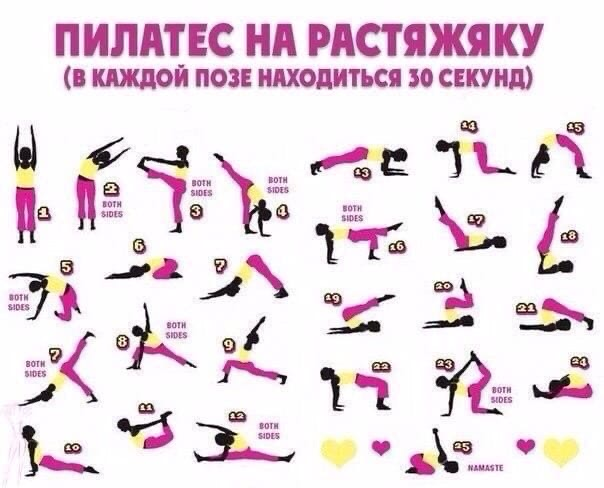 ПИЛАТЕС НА РАСТЯЖЯКУ
(В КАЖДОЙ ПОЗЕ НАХОДИТЬСЯ 30 СЕКУНД)
1
2
BOTH
SIDES
3
BOTH
SIDES
4
BOTH
SIDES
5
BOTH
SIDES
6
7
7
BOTH
SIDES
8
BOTH
SIDES
9
10
11
12
BOTH
SIDES
13
14
15
16
BOTH
SIDES
17
18
19
20
21
22
23
BOTH
SIDES
24
25
NAMASTE